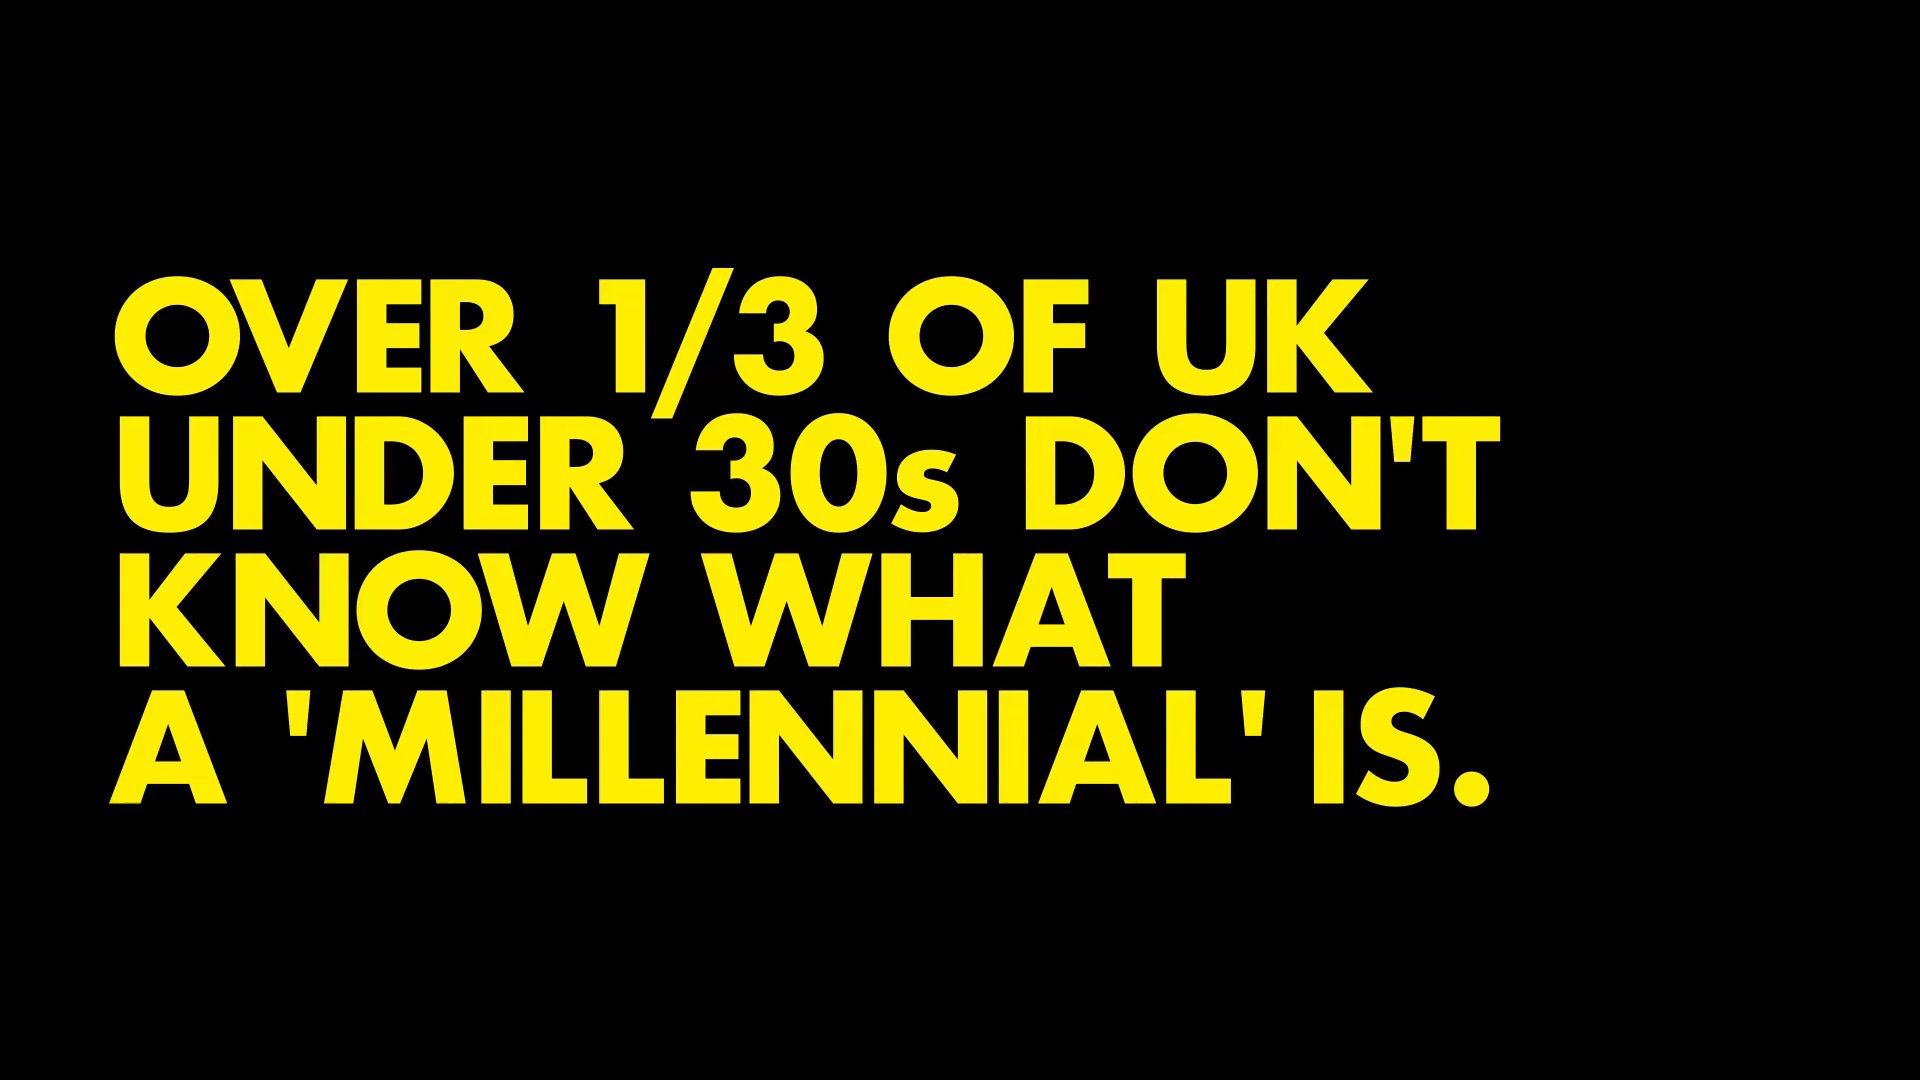 OVER 1/3 OF UK
UNDER 30s DON'T
KNOW WHAT
A 'MILLENNIAL' IS.